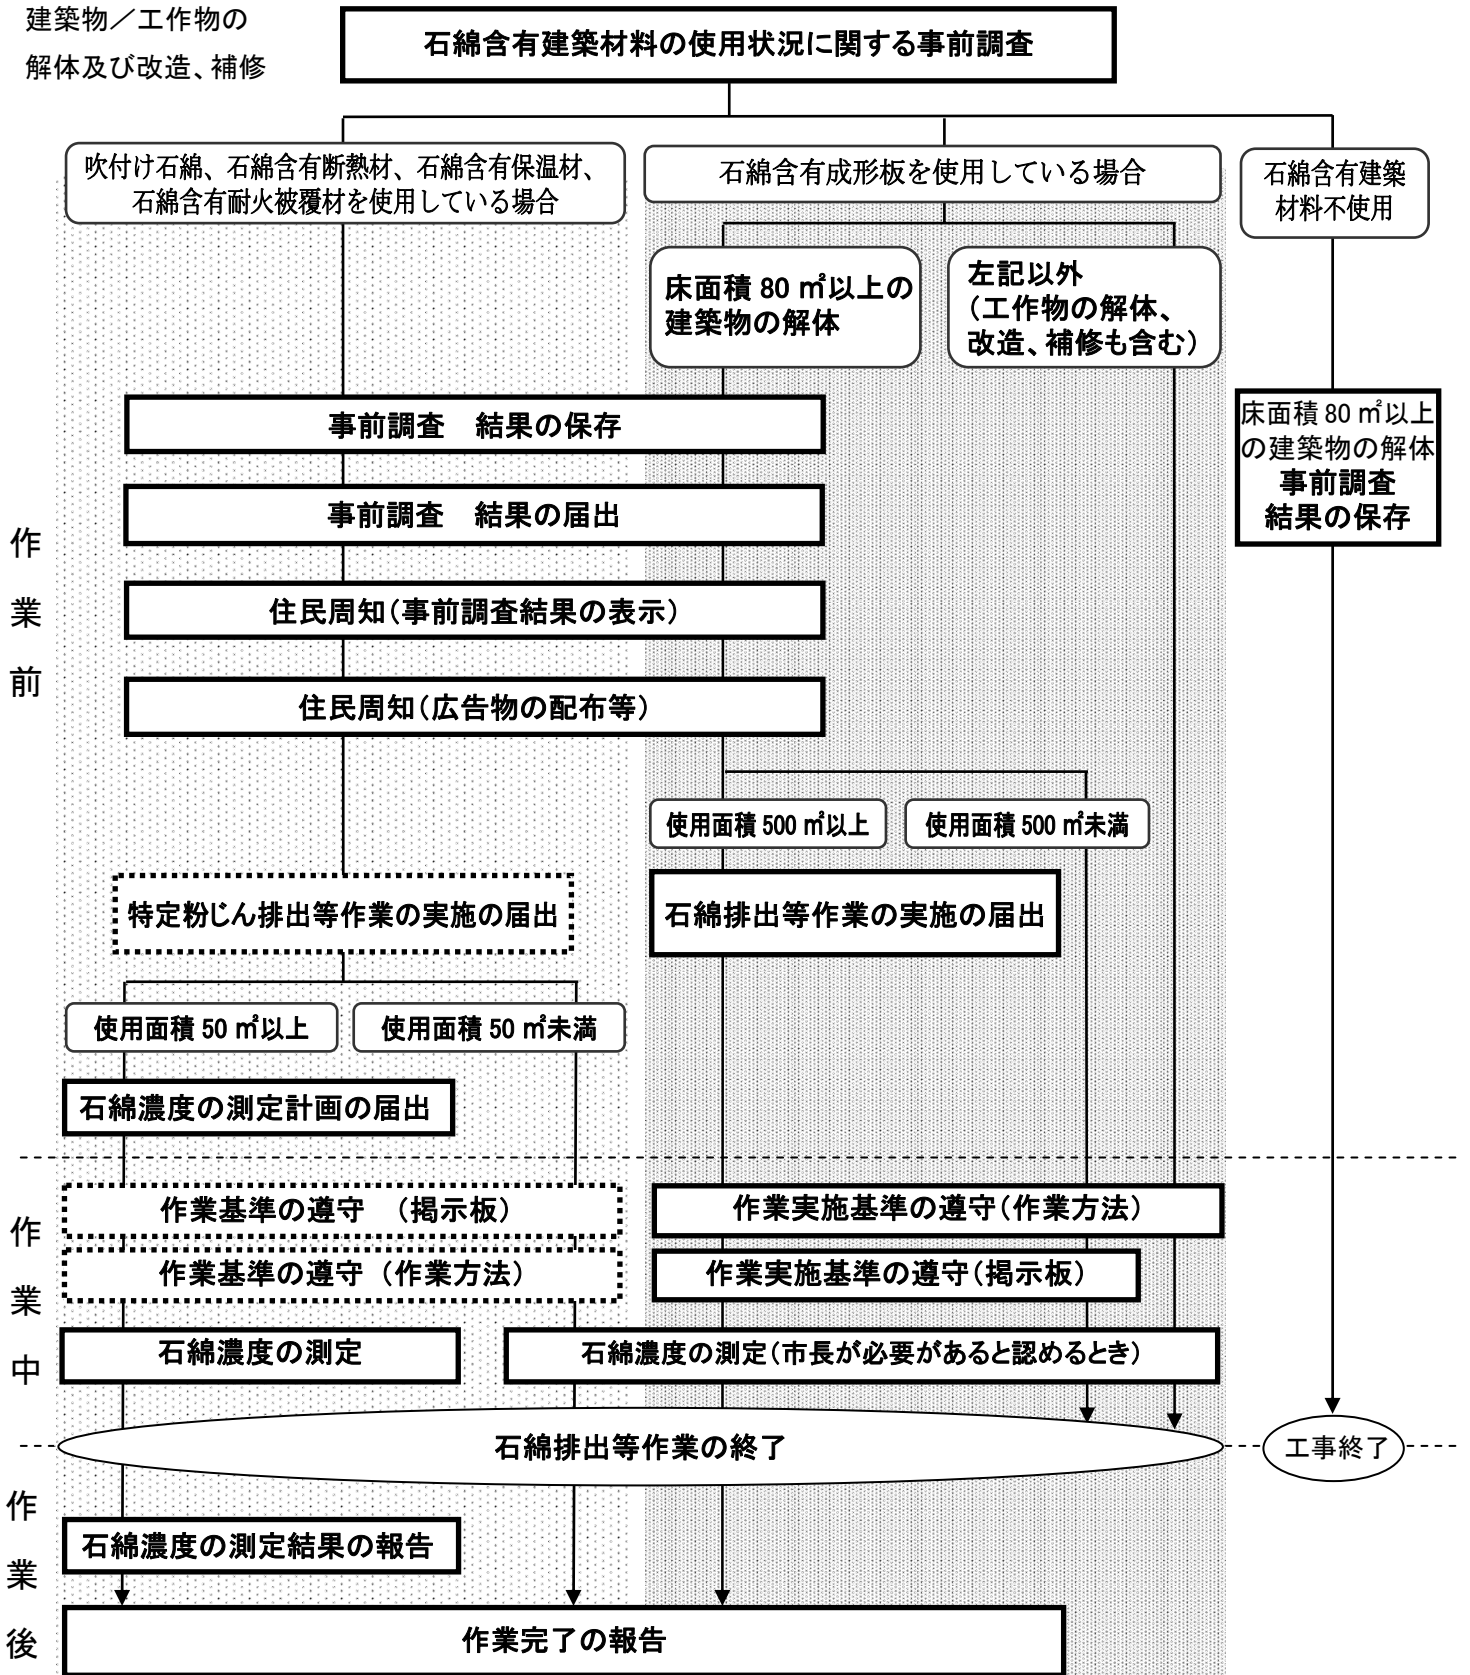 建築物／工作物の
解体及び改造、補修
石綿含有建築材料の使用状況に関する事前調査
吹付け石綿、石綿含有断熱材、石綿含有保温材、
石綿含有耐火被覆材を使用している場合
石綿含有成形板を使用している場合
石綿含有建築
材料不使用
床面積 80 ㎡以上の
建築物の解体
左記以外
（工作物の解体、
改造、補修も含む）
床面積 80 ㎡以上
の建築物の解体
事前調査
結果の保存
事前調査　結果の保存
事前調査　結果の届出
住民周知（事前調査結果の表示）
住民周知（広告物の配布等）
作業前
使用面積 500 ㎡以上
使用面積 500 ㎡未満
特定粉じん排出等作業の実施の届出
石綿排出等作業の実施の届出
使用面積 50 ㎡以上
使用面積 50 ㎡未満
石綿濃度の測定計画の届出
作業中
作業基準の遵守　（掲示板）
作業実施基準の遵守（作業方法）
作業基準の遵守（作業方法）
作業実施基準の遵守（掲示板）
石綿濃度の測定
石綿濃度の測定（市長が必要があると認めるとき）
石綿排出等作業の終了
工事終了
作業後
石綿濃度の測定結果の報告
作業完了の報告